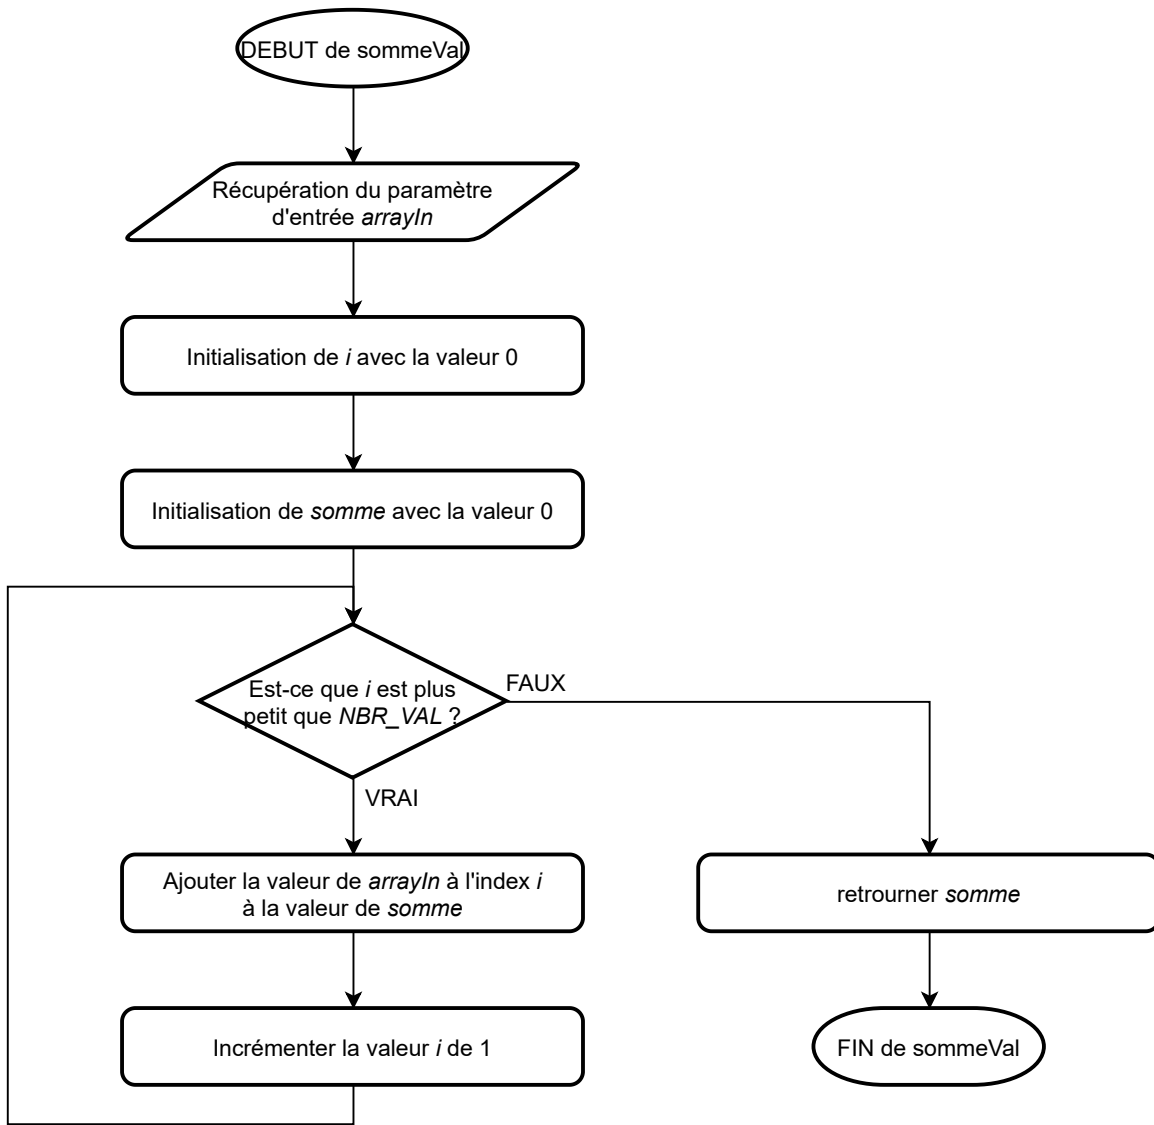 DEBUT de sommeVal
Récupération du paramètre
d'entrée arrayIn
Initialisation de i avec la valeur 0
Initialisation de somme avec la valeur 0
Est-ce que i est plus
petit que NBR_VAL ?
FAUX
VRAI
Ajouter la valeur de arrayIn à l'index i
à la valeur de somme
retrourner somme
Incrémenter la valeur i de 1
FIN de sommeVal